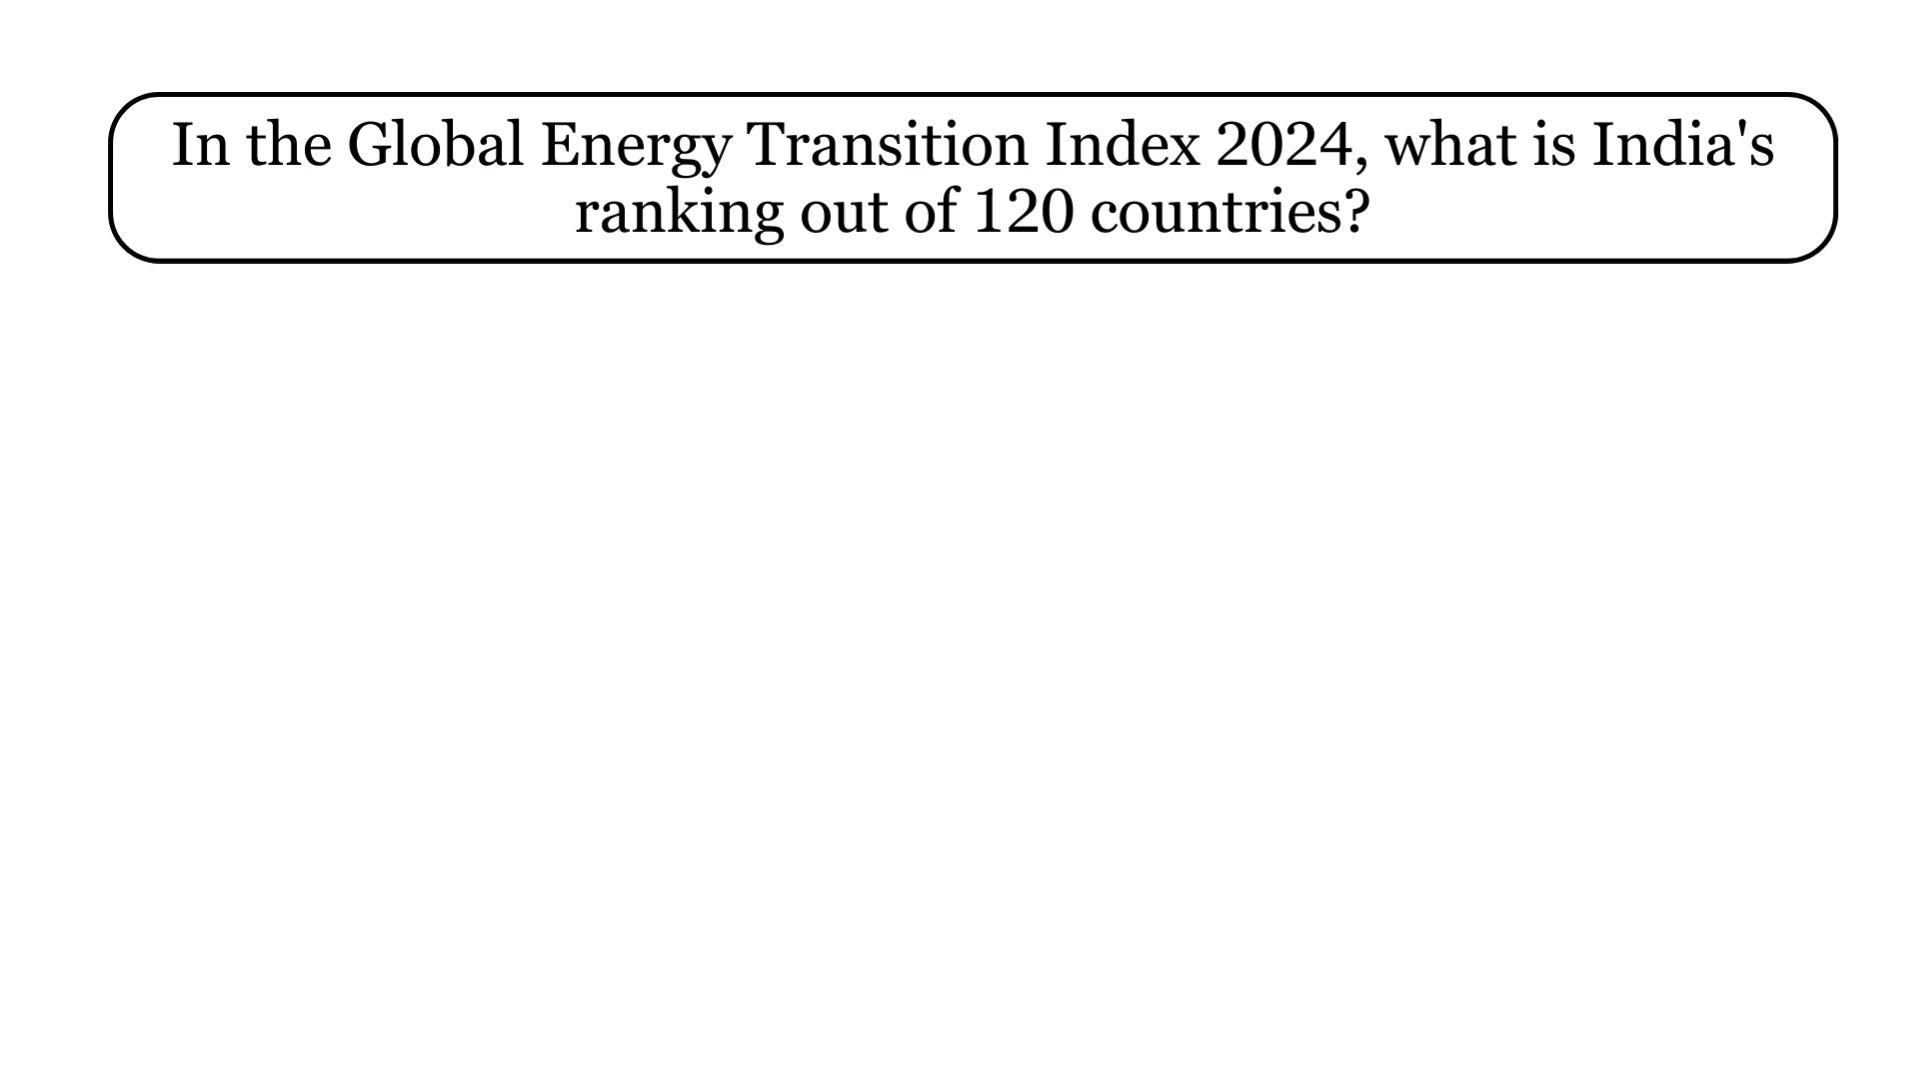 In the Global Energy Transition Index 2024, what is India's
ranking out of 120 countries?